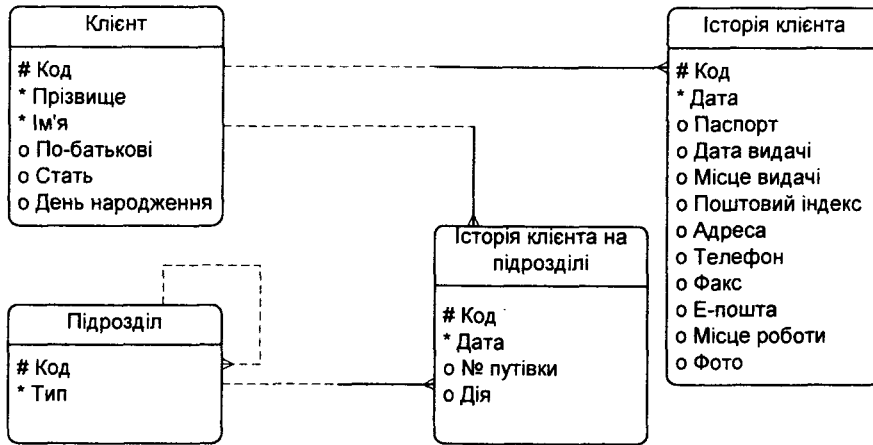 Клієнт
# Код
* Прізвище
* Ім'я
о По-батькові
о Стать
о День народження
Історія клієнта
# Код
* Дата
о Паспорт
о Дата видачі
о Місце видачі
о Поштовий індекс
о Адреса
о Телефон
о Факс
о Е-пошта
о Місце роботи
о Фото
Підрозділ
# Код
* Тип
Історія клієнта на
підрозділі
# Код
* Дата
о № путівки
о Дія